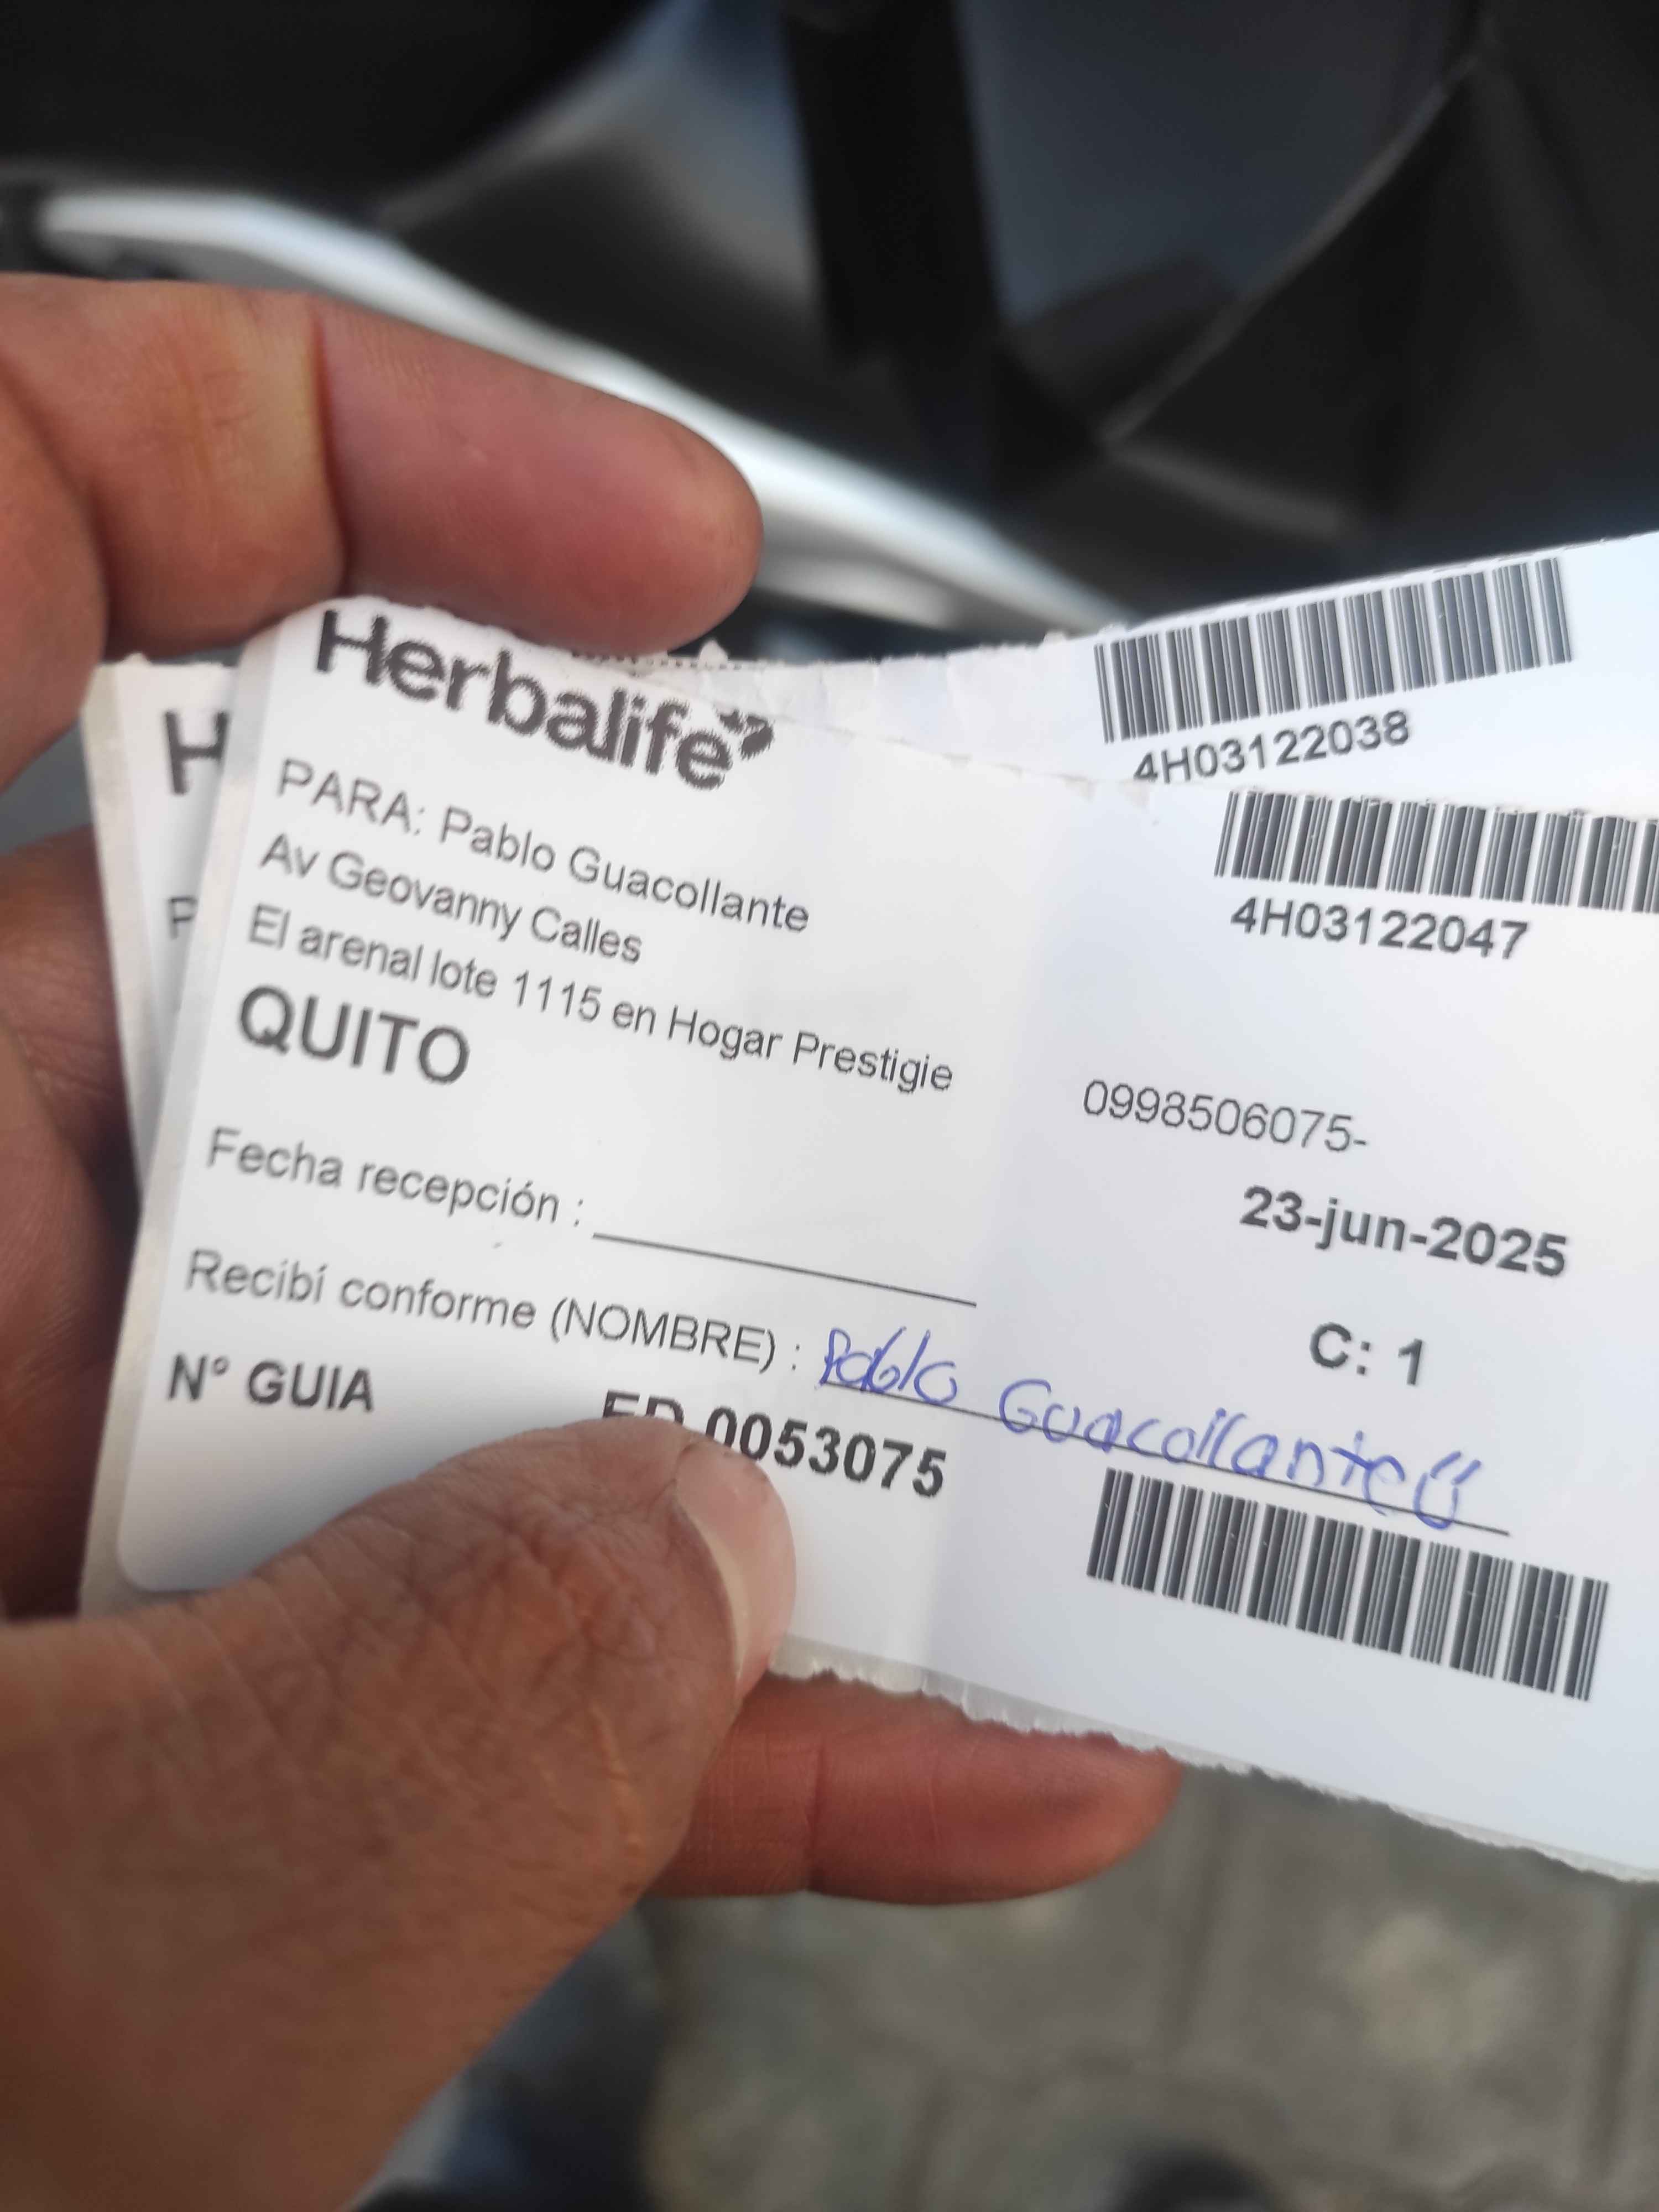 4H03122038
H
P
Herbalife
4H03122047
PARA: Pablo Guacollante
Av Geovanny Calles
El arenal lote 1115 en Hogar Prestigie
QUITO
0998506075-
23-jun-2025
Fecha recepción :
C: 1
Recibí conforme (NOMBRE) : Pablo Guacollante
N° GUIA 0053075